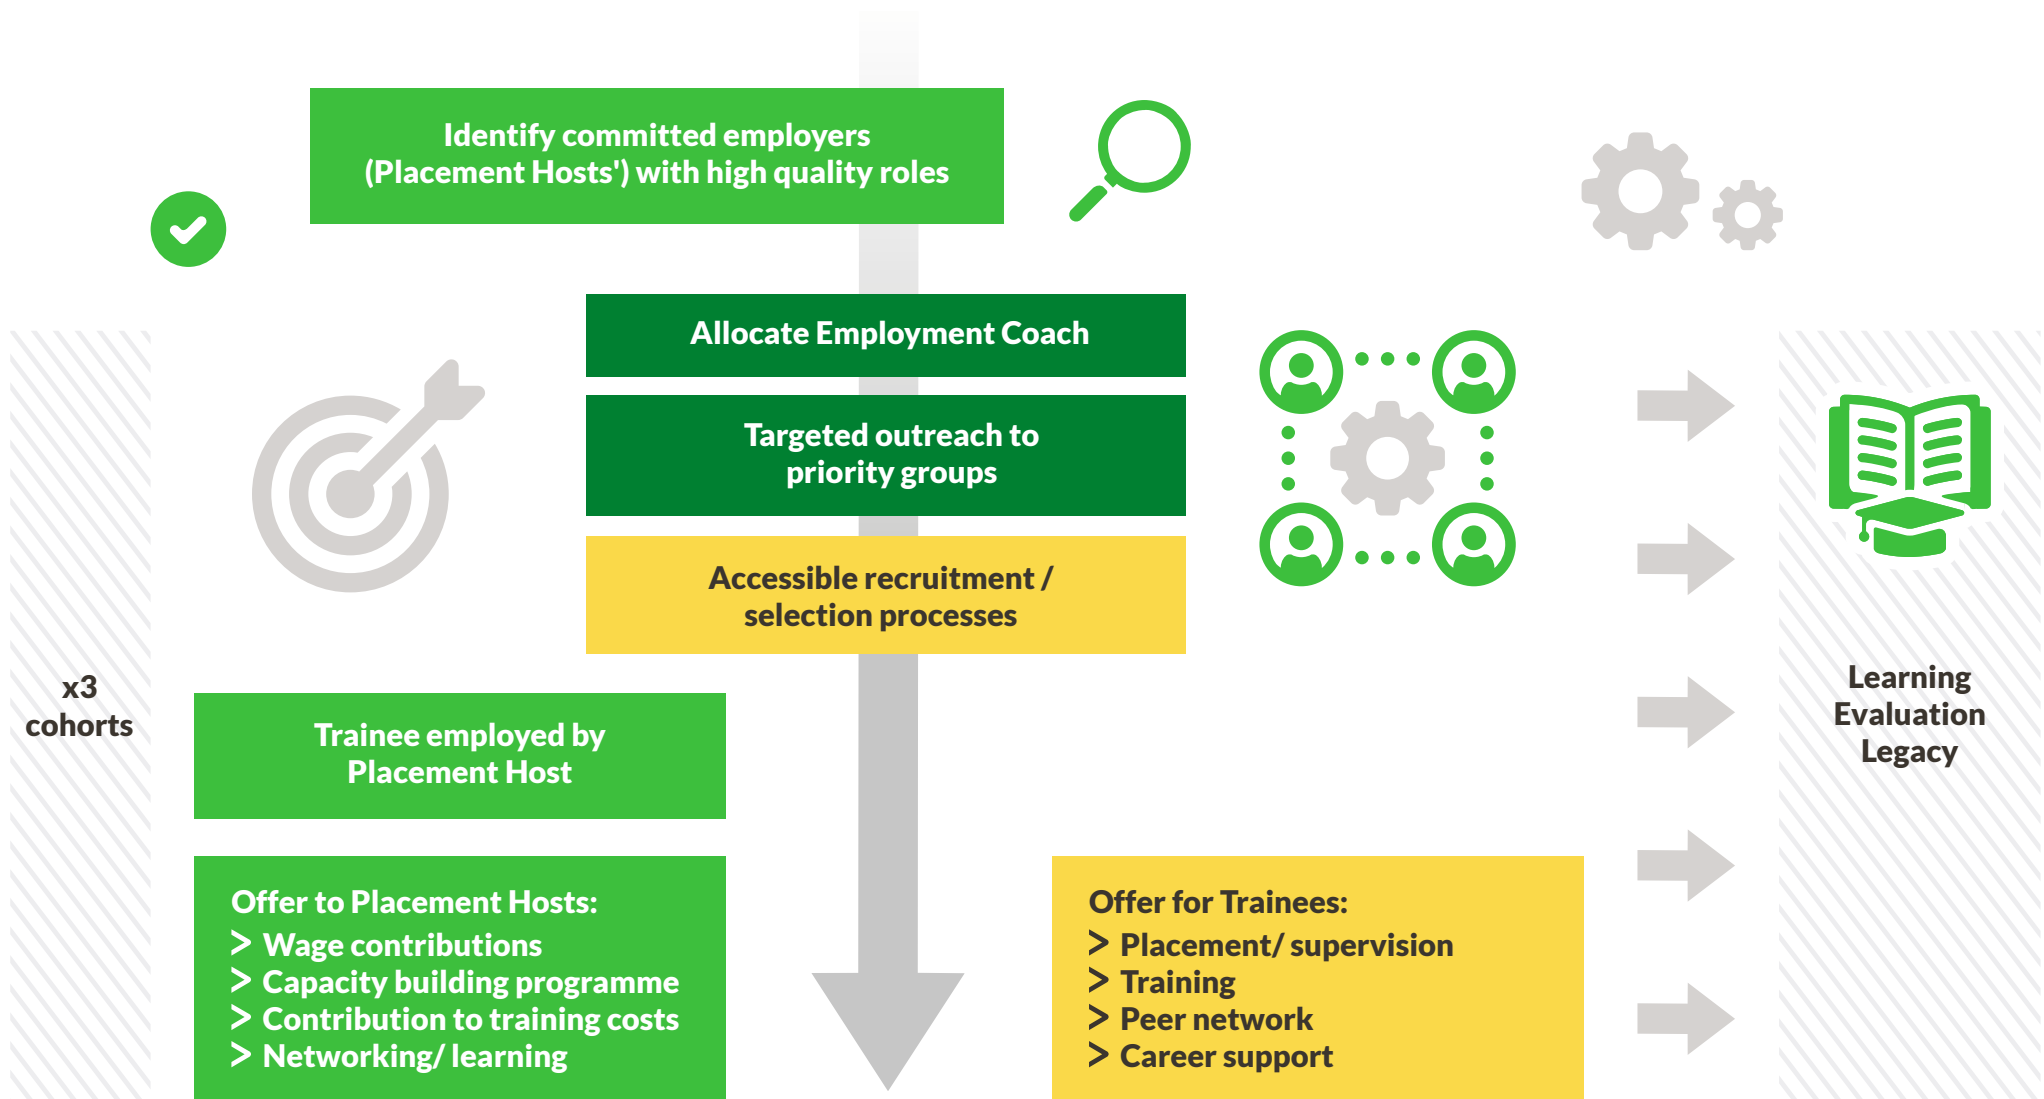 Identify committed employers
(Placement Hosts') with high quality roles
Allocate Employment Coach
Targeted outreach to
priority groups
Accessible recruitment /
selection processes
x3
cohorts
Trainee employed by
Placement Host
Offer to Placement Hosts:
> Wage contributions
> Capacity building programme
> Contribution to training costs
> Networking/ learning
Offer for Trainees:
> Placement/ supervision
> Training
> Peer network
> Career support
Learning
Evaluation
Legacy